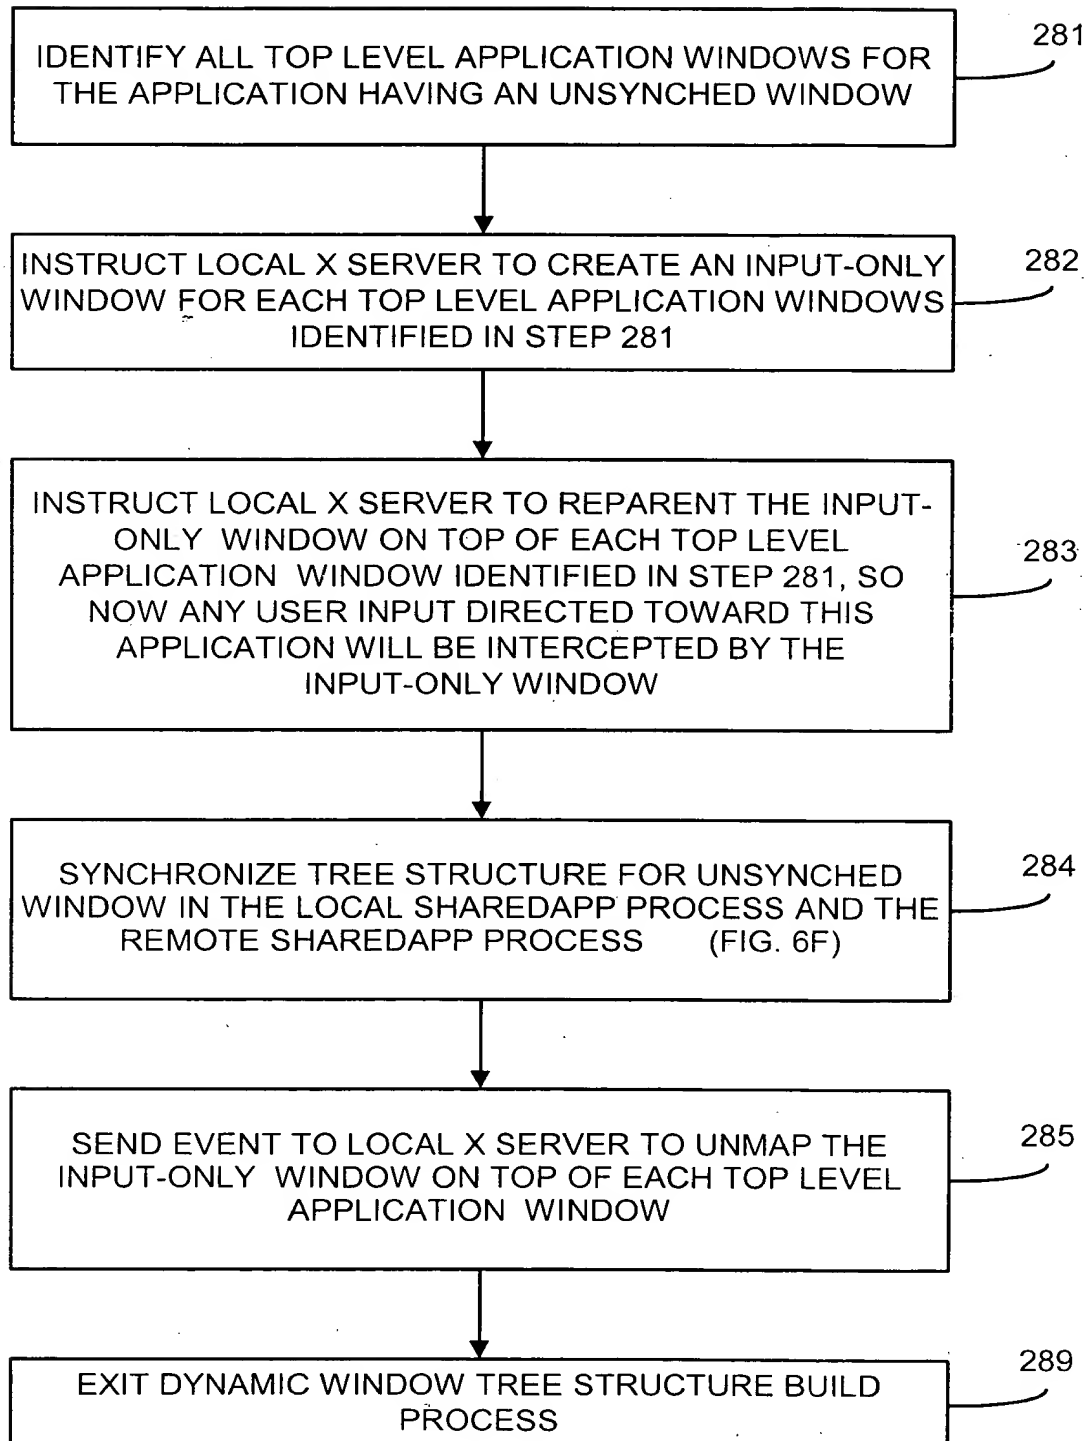 281
IDENTIFY ALL TOP LEVEL APPLICATION WINDOWS FOR
THE APPLICATION HAVING AN UNSYNCHED WINDOW
282
INSTRUCT LOCAL X SERVER TO CREATE AN INPUT-ONLY
WINDOW FOR EACH TOP LEVEL APPLICATION WINDOWS
IDENTIFIED IN STEP 281
283
INSTRUCT LOCAL X SERVER TO REPARENT THE INPUT-
ONLY WINDOW ON TOP OF EACH TOP LEVEL
APPLICATION WINDOW IDENTIFIED IN STEP 281, SO
NOW ANY USER INPUT DIRECTED TOWARD THIS
APPLICATION WILL BE INTERCEPTED BY THE
INPUT-ONLY WINDOW
284
SYNCHRONIZE TREE STRUCTURE FOR UNSYNCHED
WINDOW IN THE LOCAL SHAREDAPP PROCESS AND THE
REMOTE SHAREDAPP PROCESS (FIG. 6F)
285
SEND EVENT TO LOCAL X SERVER TO UNMAP THE
INPUT-ONLY WINDOW ON TOP OF EACH TOP LEVEL
APPLICATION WINDOW
289
EXIT DYNAMIC WINDOW TREE STRUCTURE BUILD
PROCESS